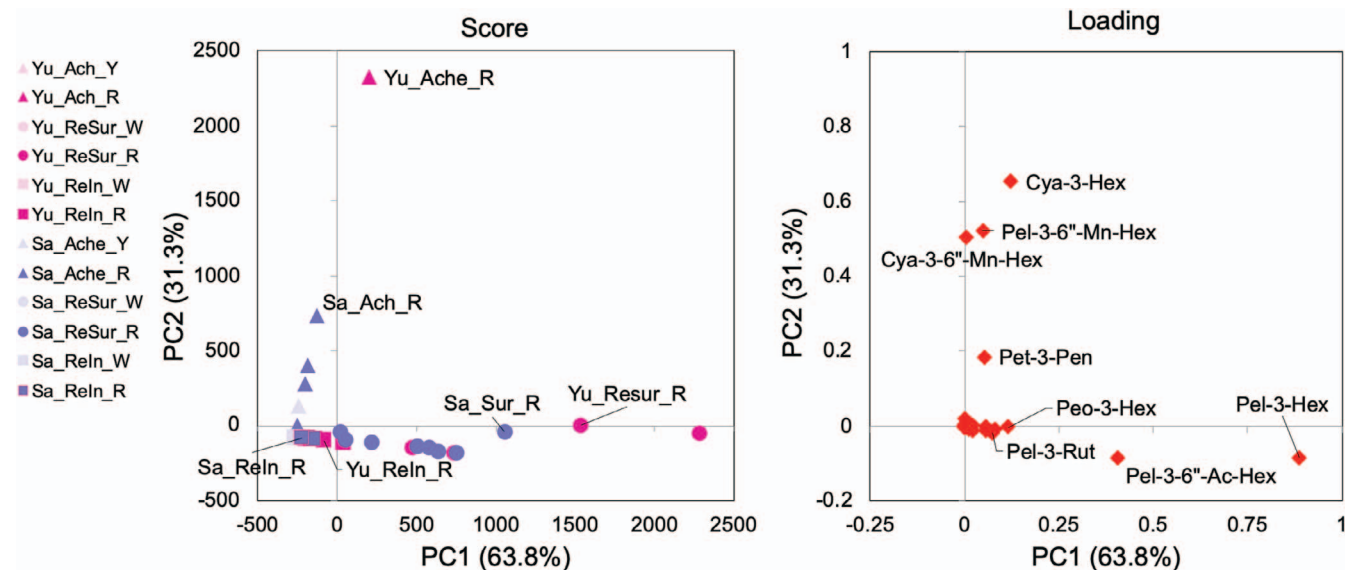 Score
Loading
Yu_Ach_Y
Yu_Ach_R
Yu_ReSur_W
Yu_ReSur_R
Yu_ReIn_W
Yu_ReIn_R
Sa_Ache_Y
Sa_Ache_R
Sa_ReSur_W
Sa_ReSur_R
Sa_ReIn_W
Sa_ReIn_R
PC2 (31.3%)
2500
2000
1500
1000
500
0
-500
Yu_Ache_R
Sa_Ach_R
Sa_Sur_R
Yu_Resur_R
Sa_ReIn_R
Yu_ReIn_R
-500
0
500
1000
1500
2000
2500
PC1 (63.8%)
PC2 (31.3%)
1
0.8
0.6
0.4
0.2
0
-0.2
Cya-3-Hex
Pel-3-6"-Mn-Hex
Cya-3-6"-Mn-Hex
Pet-3-Pen
Peo-3-Hex
Pel-3-Hex
Pel-3-Rut
Pel-3-6"-Ac-Hex
-0.25
0
0.25
0.5
0.75
1
PC1 (63.8%)